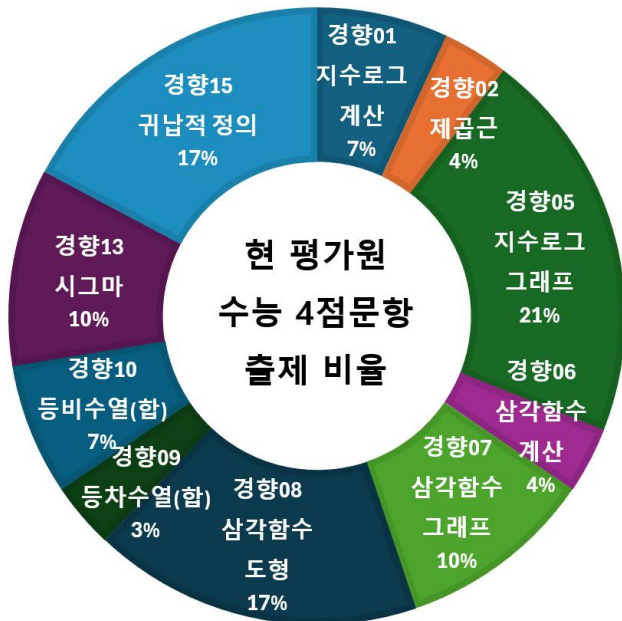 현 평가원
수능 4점문항
출제 비율
경향01
지수로그
계산
7%
경향02
제곱근
4%
경향05
지수로그
그래프
21%
경향06
삼각함수
계산
4%
경향07
삼각함수
그래프
10%
경향08
삼각함수
도형
17%
경향09
등차수열(합)
3%
경향10
등비수열(합)
7%
경향13
시그마
10%
경향15
귀납적 정의
17%